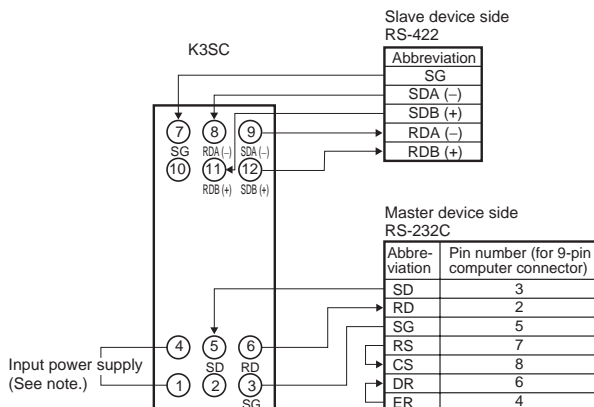 Slave device side
RS-422
K3SC
Abbreviation
SG
SDA (−)
SDB (+)
RDA (−)
RDB (+)
7 8 9
SG RDA (−) SDA (−)
10 11 12
RDB (+) SDB (+)
Master device side
RS-232C
Abbre-
viation
Pin number (for 9-pin
computer connector)
SD 3
RD 2
SG 5
RS 7
CS 8
DR 6
ER 4
4 5 6
SD RD
Input power supply
(See note.)
1 2 3
SG